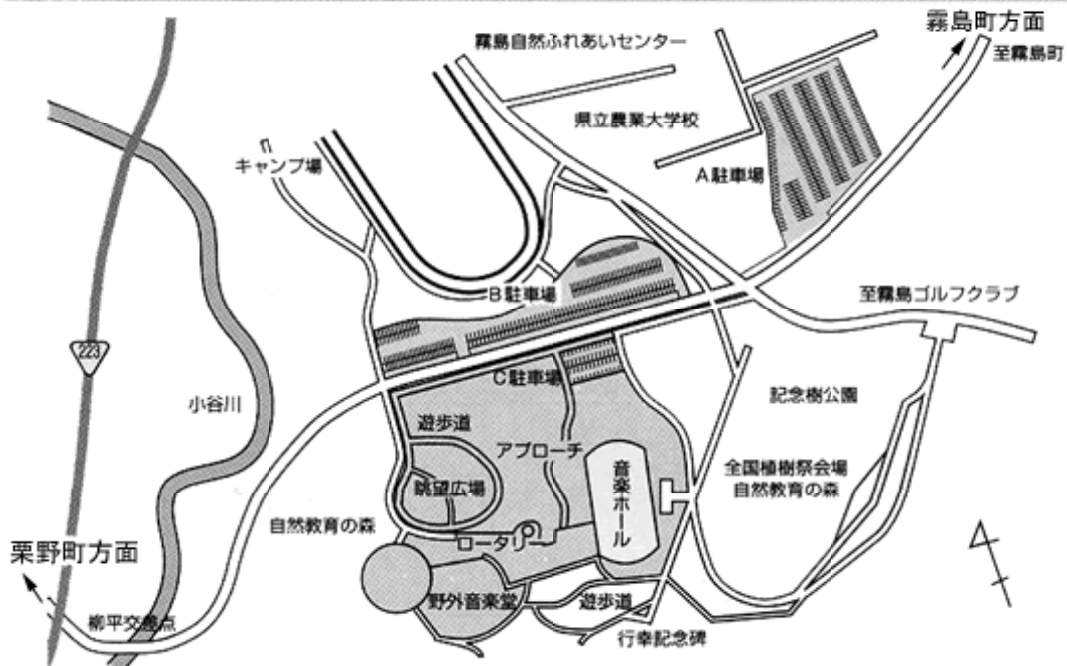 霧島町方面
至霧島町
霧島自然ふれあいセンター
県立農業大学校
A駐車場
キャンプ場
B駐車場
至霧島ゴルフクラブ
223
小谷川
C駐車場
記念樹公園
遊歩道
アプローチ
音楽ホール
全国植樹祭会場
自然教育の森
眺望広場
自然教育の森
ロータリー
栗野町方面
野外音楽堂
遊歩道
柳平交差点
行幸記念碑